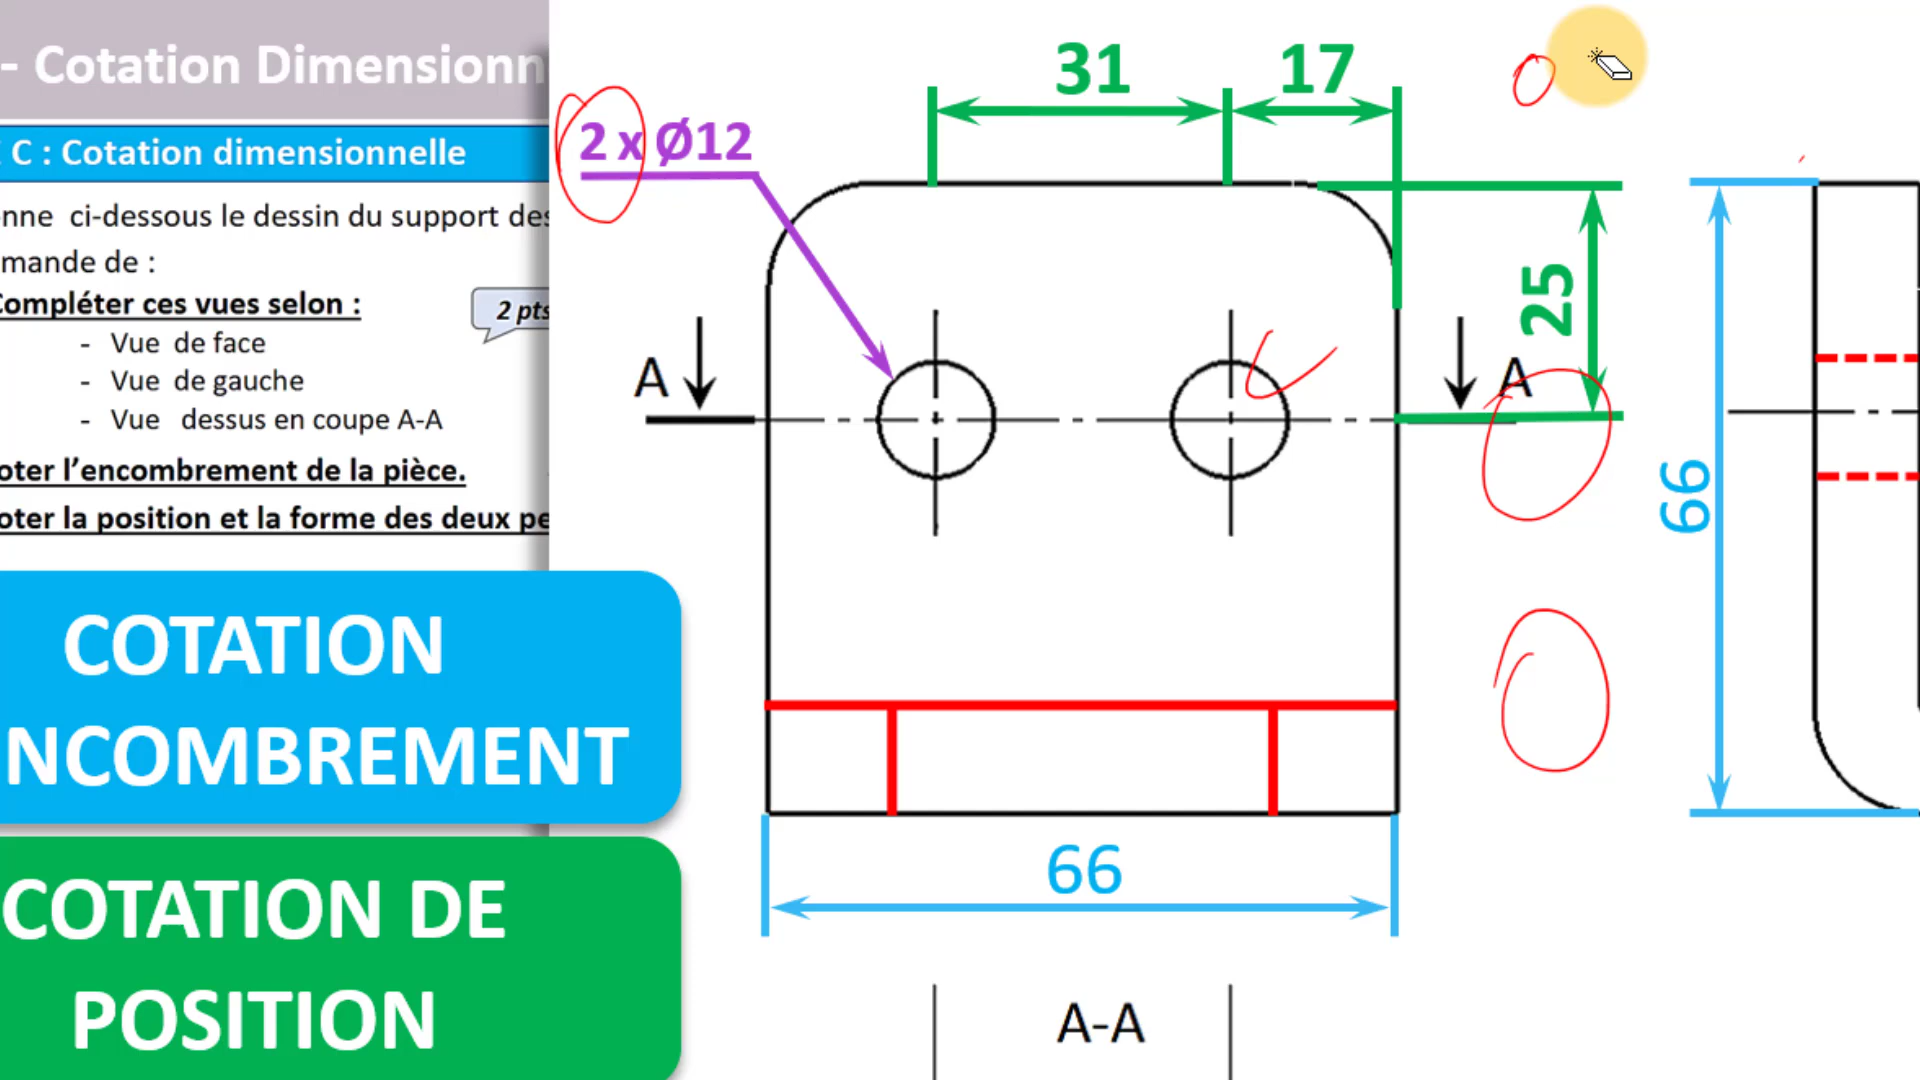 - Cotation Dimensionn
C : Cotation dimensionnelle
nne ci-dessous le dessin du support des
mande de :
Compléter ces vues selon :
2 pts
- Vue de face
- Vue de gauche
- Vue dessus en coupe A-A
oter l’encombrement de la pièce.
oter la position et la forme des deux pe
COTATION
NCOMBREMENT
COTATION DE
POSITION
31
17
2 x Ø12
25
A
A
66
66
A-A